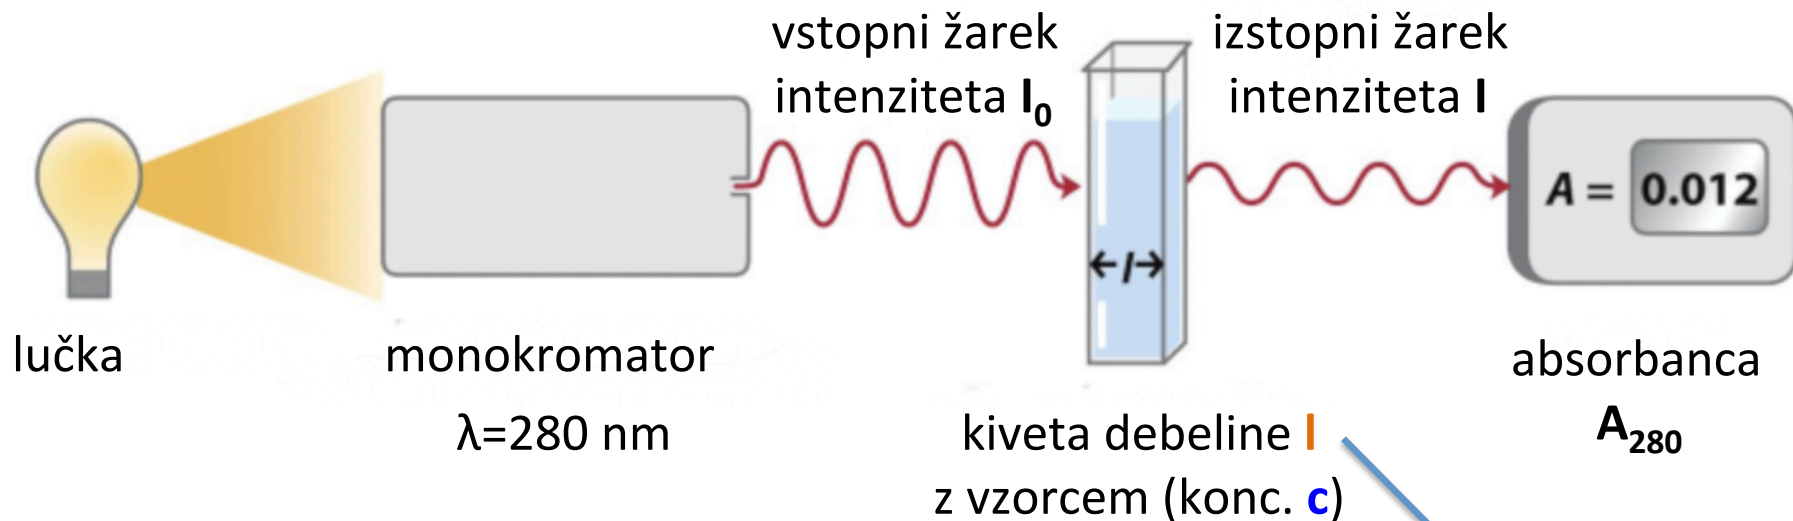 vstopni žarek
intenziteta I₀
izstopni žarek
intenziteta I
l
A = 0.012
lučka
monokromator
λ=280 nm
kiveta debeline l
z vzorcem (konc. c)
absorbanca
A₂₈₀